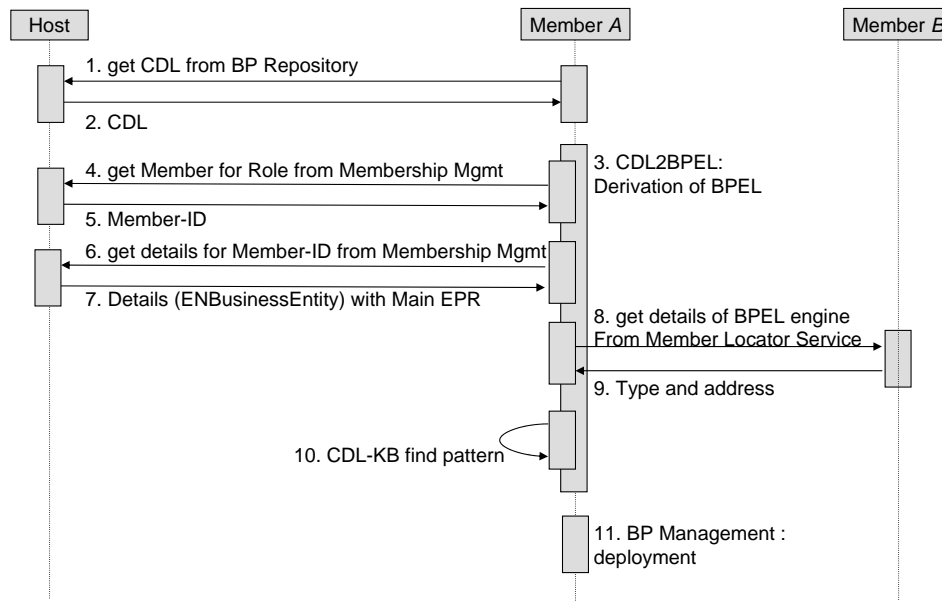 Host
Member A
Member B
1. get CDL from BP Repository
2. CDL
3. CDL2BPEL:
Derivation of BPEL
4. get Member for Role from Membership Mgmt
5. Member-ID
6. get details for Member-ID from Membership Mgmt
7. Details (ENBusinessEntity) with Main EPR
8. get details of BPEL engine
From Member Locator Service
9. Type and address
10. CDL-KB find pattern
11. BP Management :
deployment